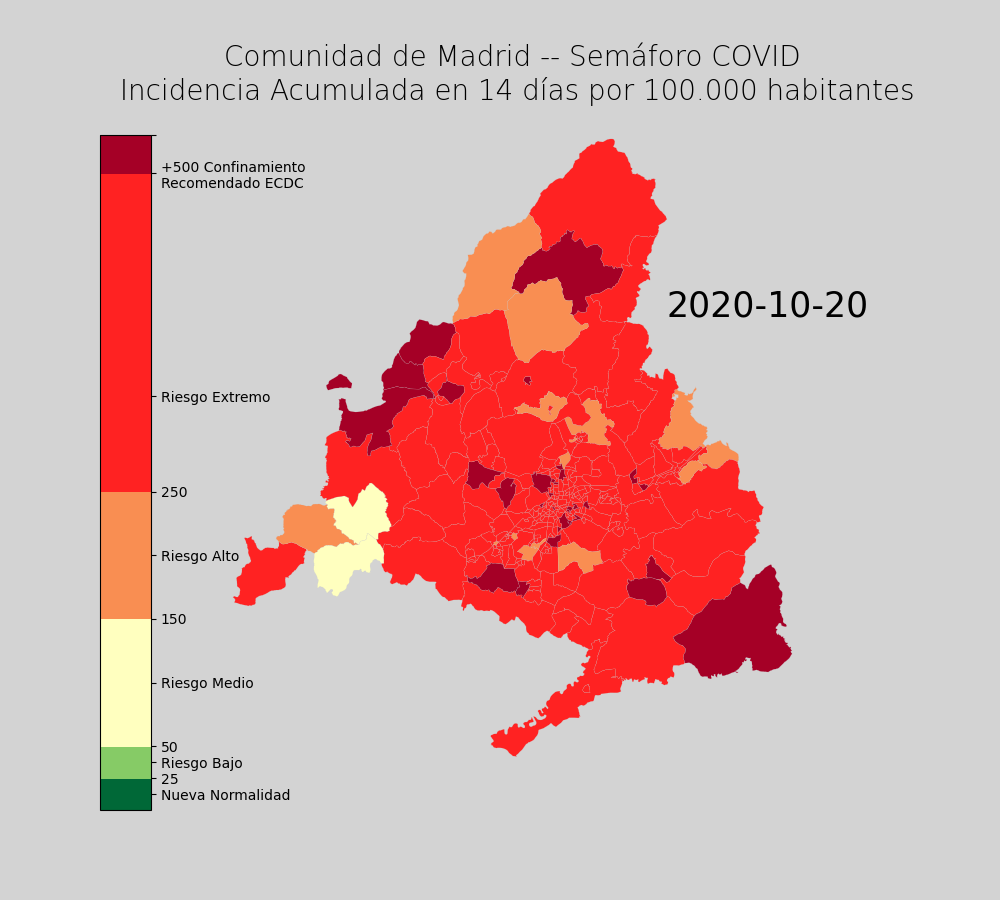 Comunidad de Madrid -- Semáforo COVID
Incidencia Acumulada en 14 días por 100.000 habitantes
+500 Confinamiento
Recomendado ECDC
2020-10-20
Riesgo Extremo
250
Riesgo Alto
150
Riesgo Medio
50
Riesgo Bajo
25
Nueva Normalidad